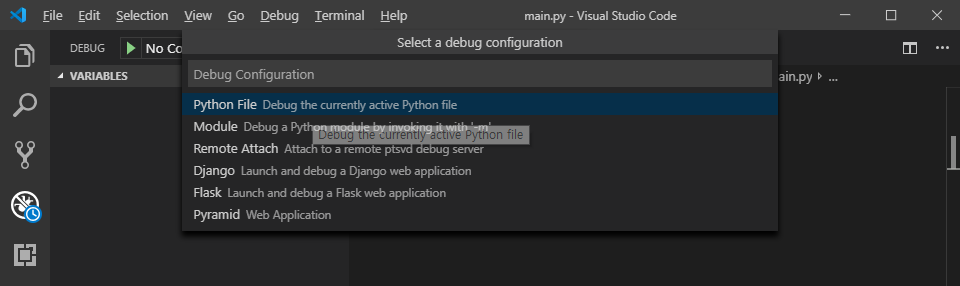 File Edit Selection View Go Debug Terminal Help main.py - Visual Studio Code
Select a debug configuration
DEBUG No Co
Debug Configuration
VARIABLES
ain.py ...
Python File Debug the currently active Python file
Module Debug a Python module by invoking it with '-m'
Debug the currently active Python file
Remote Attach Attach to a remote ptsvd debug server
Django Launch and debug a Django web application
Flask Launch and debug a Flask web application
Pyramid Web Application